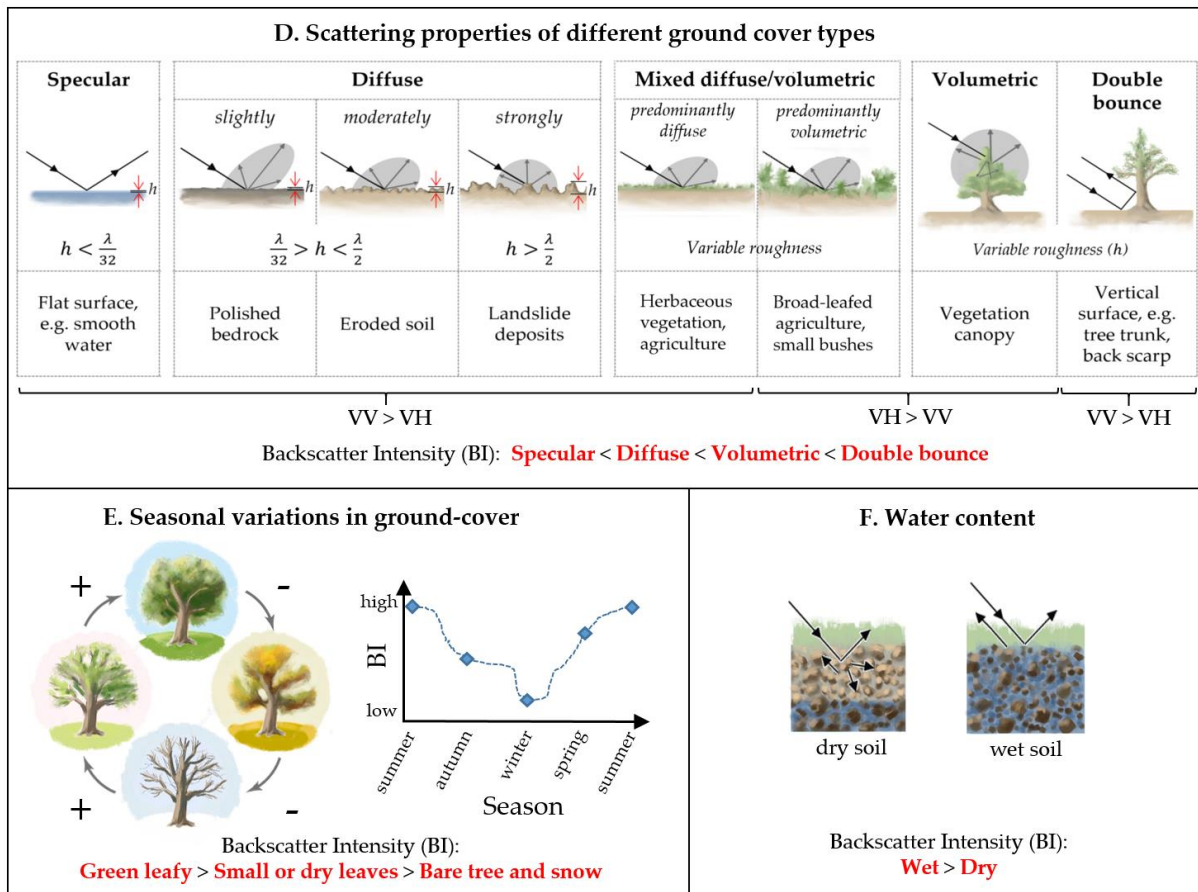 D. Scattering properties of different ground cover types
Specular
Diffuse
Mixed diffuse/volumetric
Volumetric
Double
bounce
slightly
moderately
strongly
predominantly
diffuse
predominantly
volumetric
h
h
h
h
h < λ/32
λ/32 > h < λ/2
h > λ/2
Variable roughness
Variable roughness (h)
Flat surface,
e.g. smooth
water
Polished
bedrock
Eroded soil
Landslide
deposits
Herbaceous
vegetation,
agriculture
Broad-leafed
agriculture,
small bushes
Vegetation
canopy
Vertical
surface, e.g.
tree trunk,
back scarp
VV > VH
VH > VV
VV > VH
Backscatter Intensity (BI): Specular < Diffuse < Volumetric < Double bounce
E. Seasonal variations in ground-cover
+
-
+
-
high
BI
low
summer
autumn
winter
spring
summer
Season
Backscatter Intensity (BI):
Green leafy > Small or dry leaves > Bare tree and snow
F. Water content
dry soil
wet soil
Backscatter Intensity (BI):
Wet > Dry